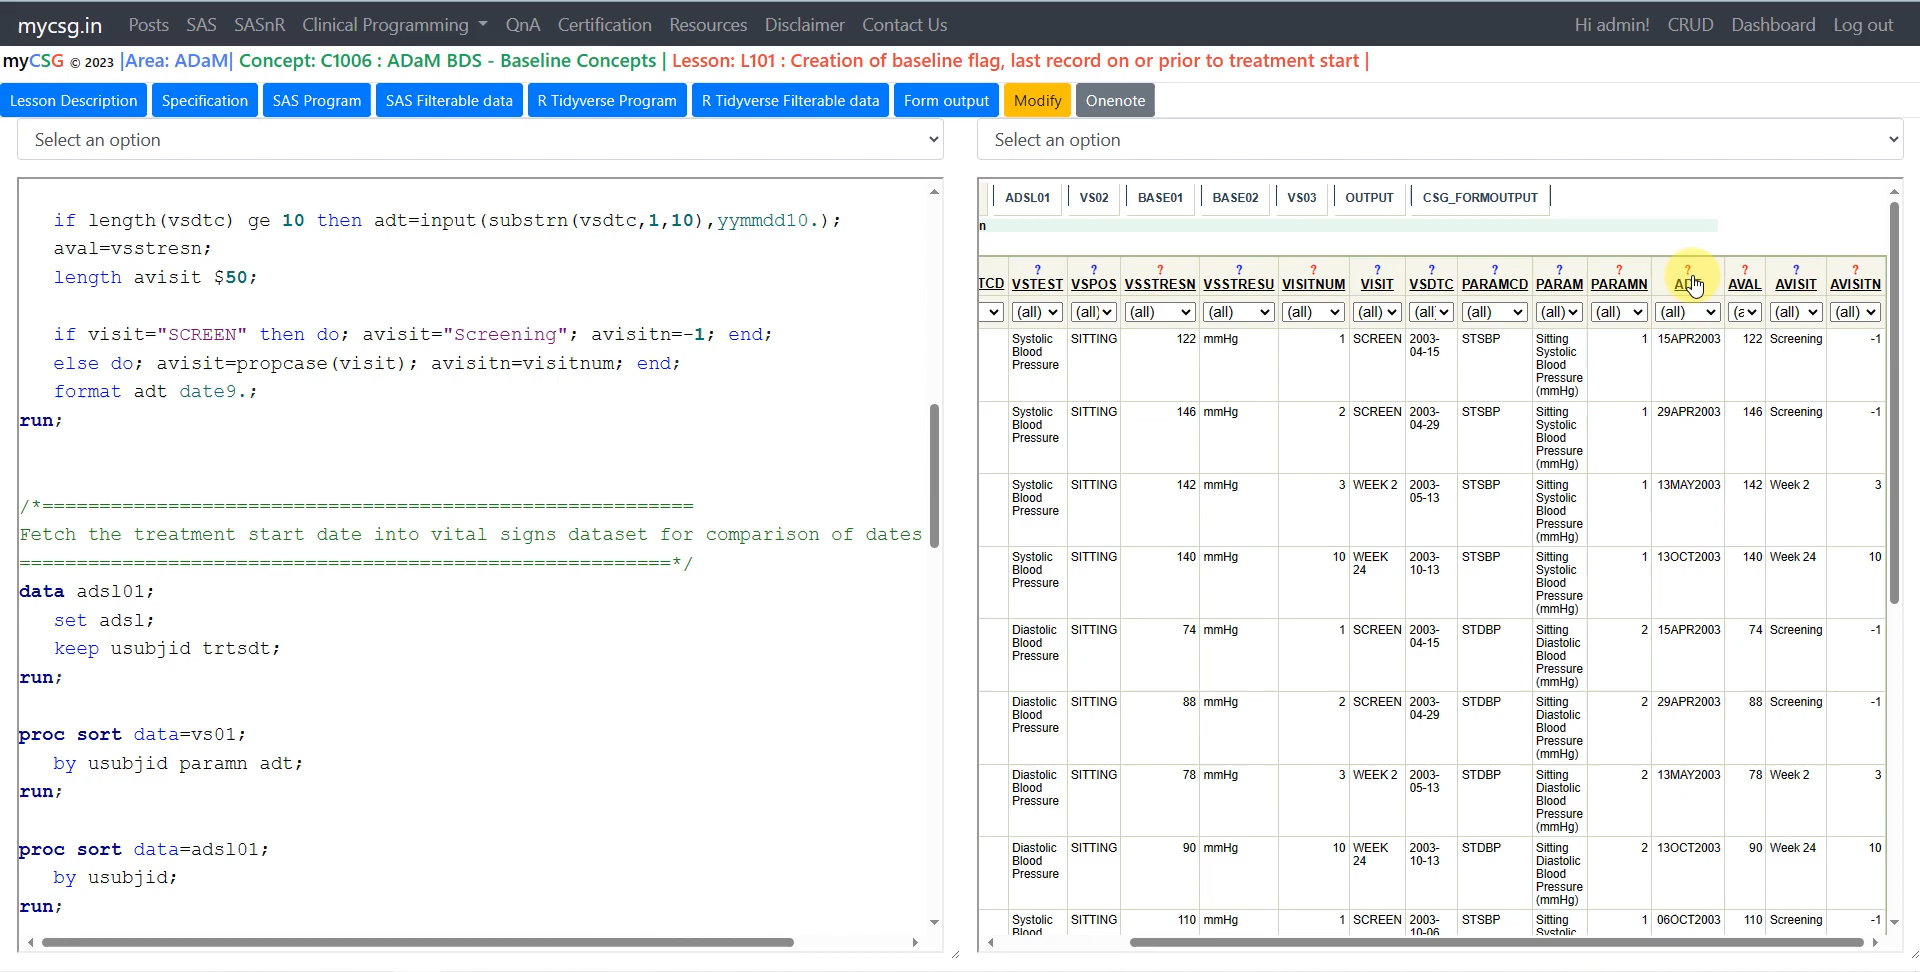 mycsg.in Posts SAS SASnR Clinical Programming QnA Certification Resources Disclaimer Contact Us Hi admin! CRUD Dashboard Log out
myCSG © 2023 |Area: ADaM| Concept: C1006 : ADaM BDS - Baseline Concepts | Lesson: L101 : Creation of baseline flag, last record on or prior to treatment start |
Lesson Description Specification SAS Program SAS Filterable data R Tidyverse Program R Tidyverse Filterable data Form output Modify Onenote
Select an option
if length(vsdtc) ge 10 then adt=input(substrn(vsdtc,1,10),yymmdd10.);
aval=vsstresn;
length avisit $50;
if visit="SCREEN" then do; avisit="Screening"; avisitn=-1; end;
else do; avisit=propcase(visit); avisitn=visitnum; end;
format adt date9.;
run;
/*=========================================================
Fetch the treatment start date into vital signs dataset for comparison of dates
=========================================================*/
data adsl01;
set adsl;
keep usubjid trtsdt;
run;
proc sort data=vs01;
by usubjid paramn adt;
run;
proc sort data=adsl01;
by usubjid;
run;
Select an option
ADSL01 VS02 BASE01 BASE02 VS03 OUTPUT CSG_FORMOUTPUT
n
? ? ? ? ? ? ? ? ? ? ? ? ? ?
TCD VSTEST VSPOS VSSTRESN VSSTRESU VISITNUM VISIT VSDTC PARAMCD PARAM PARAMN AVAL AVISIT AVISITN
(all) (all) (all) (all) (all) (all) (all) (all) (all) (all) (all) (a (all) (all)
Systolic SITTING 122 mmHg 1 SCREEN 2003- STSBP Sitting 1 15APR2003 122 Screening -1
Blood 04-15 Systolic
Pressure Blood
Pressure
(mmHg)
Systolic SITTING 146 mmHg 2 SCREEN 2003- STSBP Sitting 1 29APR2003 146 Screening -1
Blood 04-29 Systolic
Pressure Blood
Pressure
(mmHg)
Systolic SITTING 142 mmHg 3 WEEK 2 2003- STSBP Sitting 1 13MAY2003 142 Week 2 3
Blood 05-13 Systolic
Pressure Blood
Pressure
(mmHg)
Systolic SITTING 140 mmHg 10 WEEK 2003- STSBP Sitting 1 13OCT2003 140 Week 24 10
Blood 24 10-13 Systolic
Pressure Blood
Pressure
(mmHg)
Diastolic SITTING 74 mmHg 1 SCREEN 2003- STDBP Sitting 2 15APR2003 74 Screening -1
Blood 04-15 Diastolic
Pressure Blood
Pressure
(mmHg)
Diastolic SITTING 88 mmHg 2 SCREEN 2003- STDBP Sitting 2 29APR2003 88 Screening -1
Blood 04-29 Diastolic
Pressure Blood
Pressure
(mmHg)
Diastolic SITTING 78 mmHg 3 WEEK 2 2003- STDBP Sitting 2 13MAY2003 78 Week 2 3
Blood 05-13 Diastolic
Pressure Blood
Pressure
(mmHg)
Diastolic SITTING 90 mmHg 10 WEEK 2003- STDBP Sitting 2 13OCT2003 90 Week 24 10
Blood 24 10-13 Diastolic
Pressure Blood
Pressure
(mmHg)
Systolic SITTING 110 mmHg 1 SCREEN 2003- STSBP Sitting 1 06OCT2003 110 Screening -1
Blood 10-06 Systolic